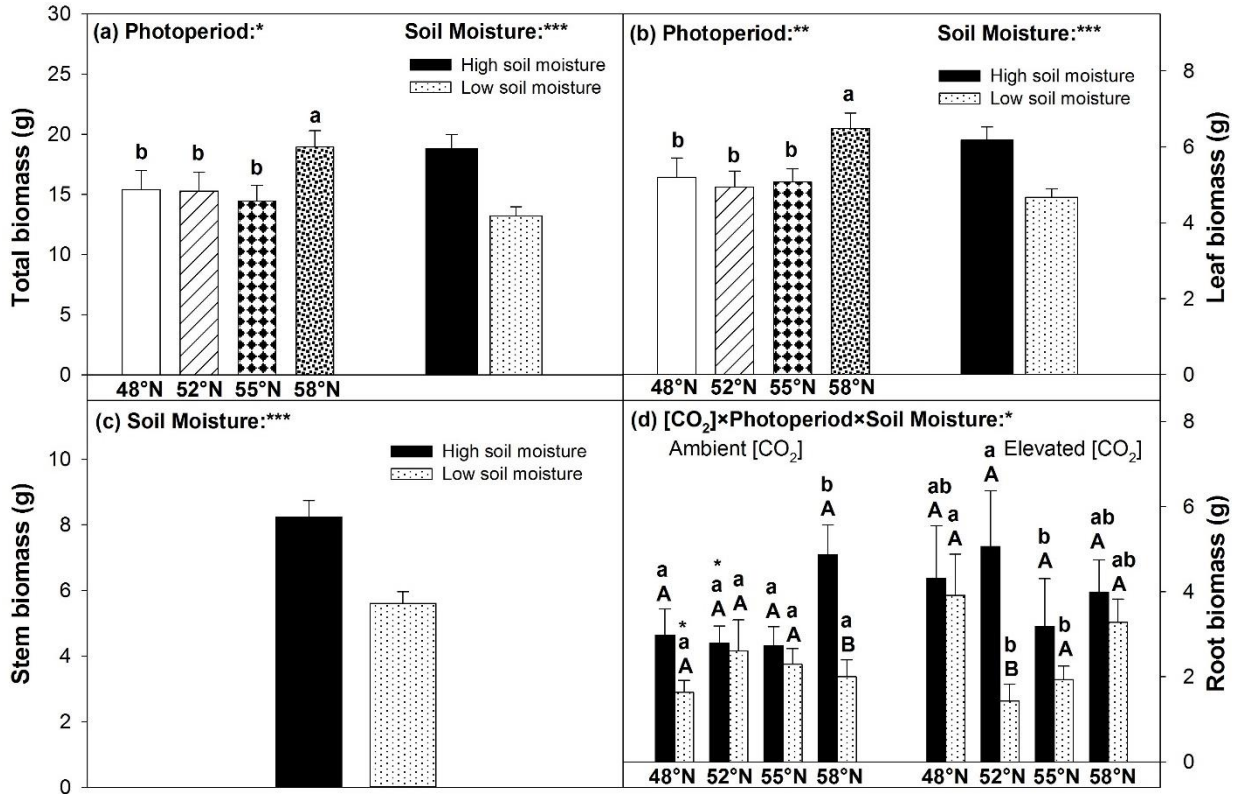 (a) Photoperiod:*
Soil Moisture:***
High soil moisture
Low soil moisture
Total biomass (g)
30
25
20
15
10
5
0
b
b
b
a
48°N
52°N
55°N
58°N
(b) Photoperiod:**
Soil Moisture:***
High soil moisture
Low soil moisture
Leaf biomass (g)
8
6
4
2
0
b
b
b
a
48°N
52°N
55°N
58°N
(c) Soil Moisture:***
High soil moisture
Low soil moisture
Stem biomass (g)
10
8
6
4
2
0
(d) [CO₂]×Photoperiod×Soil Moisture:*
Ambient [CO₂]
Elevated [CO₂]
Root biomass (g)
8
6
4
2
0
a
A
*
a
A
*
a
A
a
A
a
A
a
A
b
A
a
B
ab
A
a
A
a
A
b
B
b
A
b
A
ab
A
ab
A
48°N
52°N
55°N
58°N
48°N
52°N
55°N
58°N